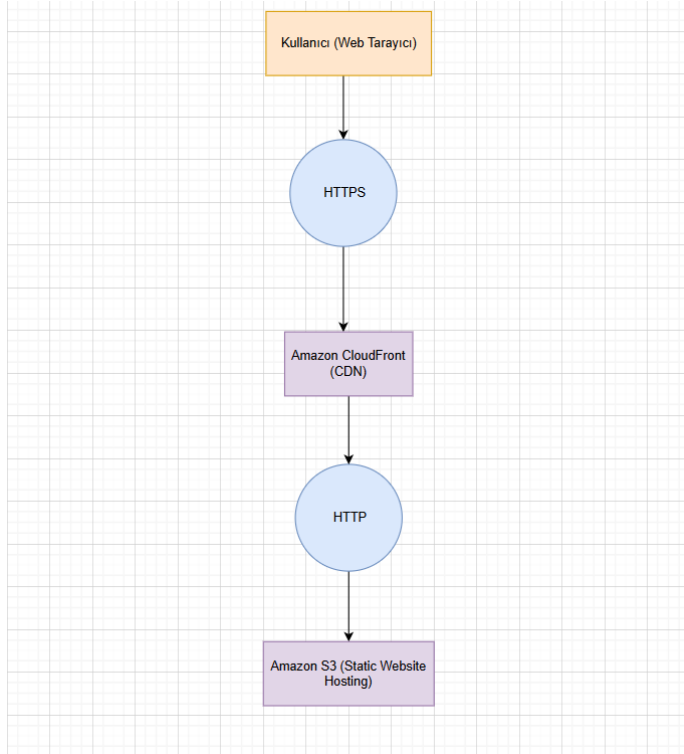 Kullanıcı (Web Tarayıcı)
HTTPS
Amazon CloudFront
(CDN)
HTTP
Amazon S3 (Static Website
Hosting)